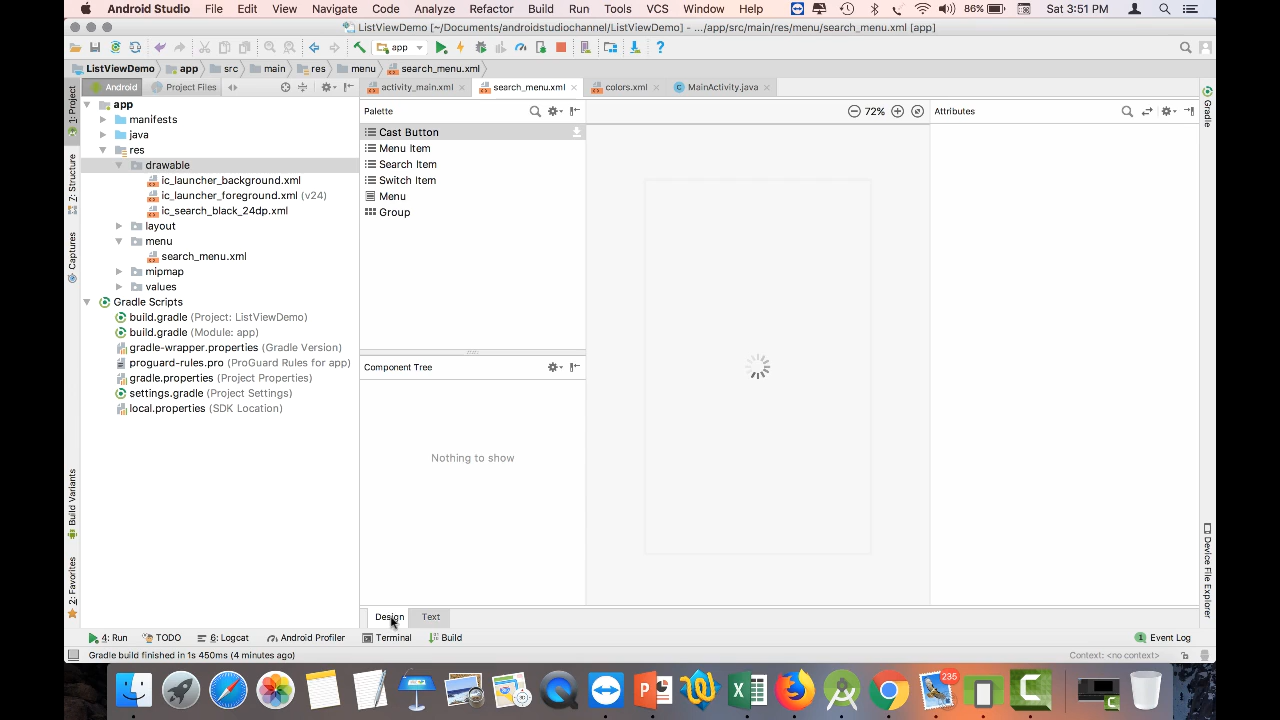 Android Studio File Edit View Navigate Code Analyze Refactor Build Run Tools VCS Window Help 86% Sat 3:51 PM
ListViewDemo [~/Documents/androidstudiochannel/ListViewDemo] - .../app/src/main/res/menu/search_menu.xml [app]
app
ListViewDemo app src main res menu search_menu.xml
Android Project Files activity_main.xml search_menu.xml colors.xml MainActivity.java
1: Project
Z: Structure
Captures
Build Variants
2: Favorites
app
manifests
java
res
drawable
ic_launcher_background.xml
ic_launcher_foreground.xml (v24)
ic_search_black_24dp.xml
layout
menu
search_menu.xml
mipmap
values
Gradle Scripts
build.gradle (Project: ListViewDemo)
build.gradle (Module: app)
gradle-wrapper.properties (Gradle Version)
proguard-rules.pro (ProGuard Rules for app)
gradle.properties (Project Properties)
settings.gradle (Project Settings)
local.properties (SDK Location)
Palette
Cast Button
Menu Item
Search Item
Switch Item
Menu
Group
Component Tree
Nothing to show
72%
Attributes
Gradle
Device File Explorer
Design Text
4: Run TODO 6: Logcat Android Profiler Terminal Build Event Log
Gradle build finished in 1s 450ms (4 minutes ago) Context: <no context>
236